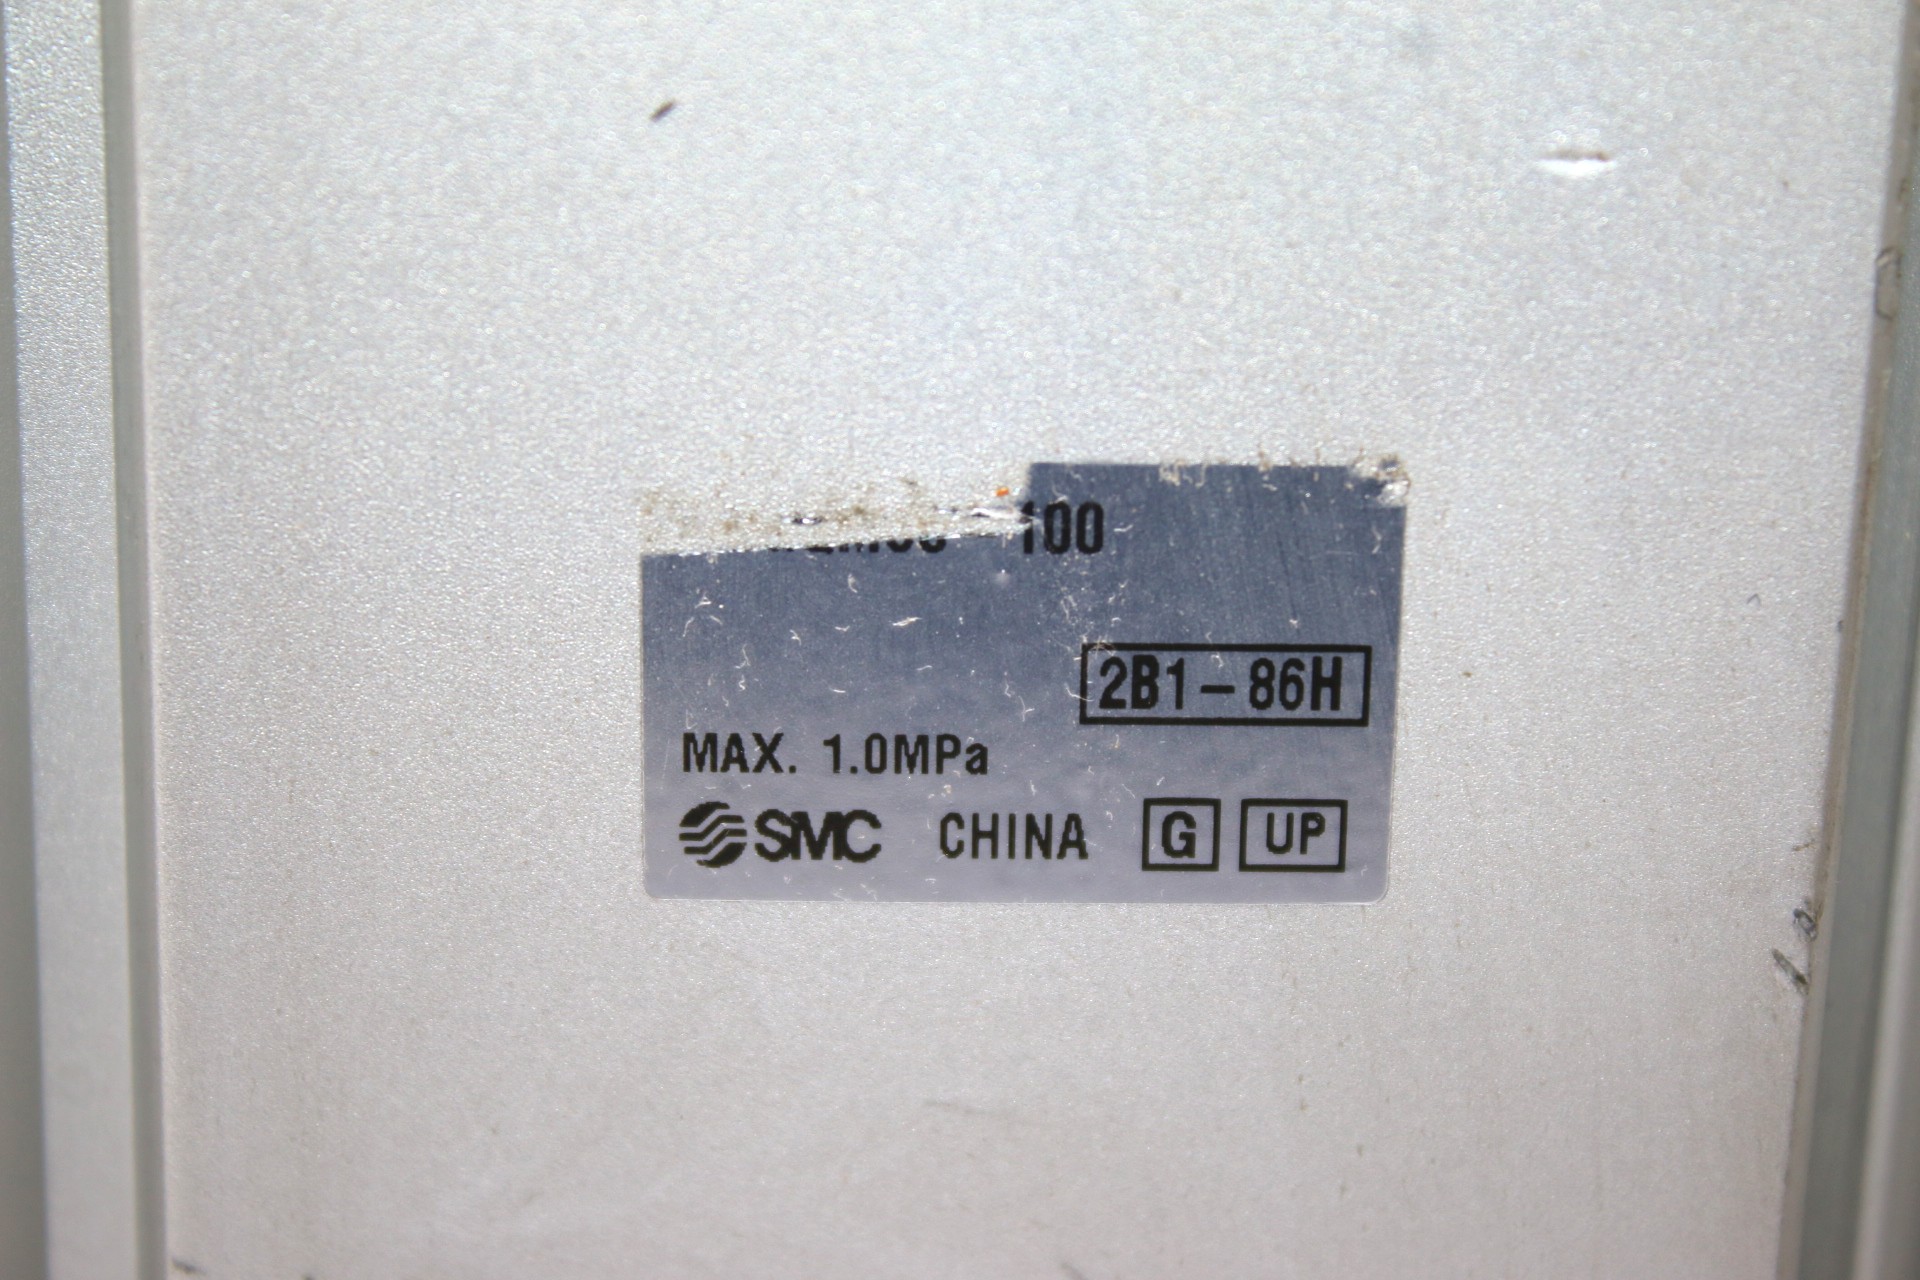 100
2B1-86H
MAX. 1.0MPa
SMC CHINA G UP